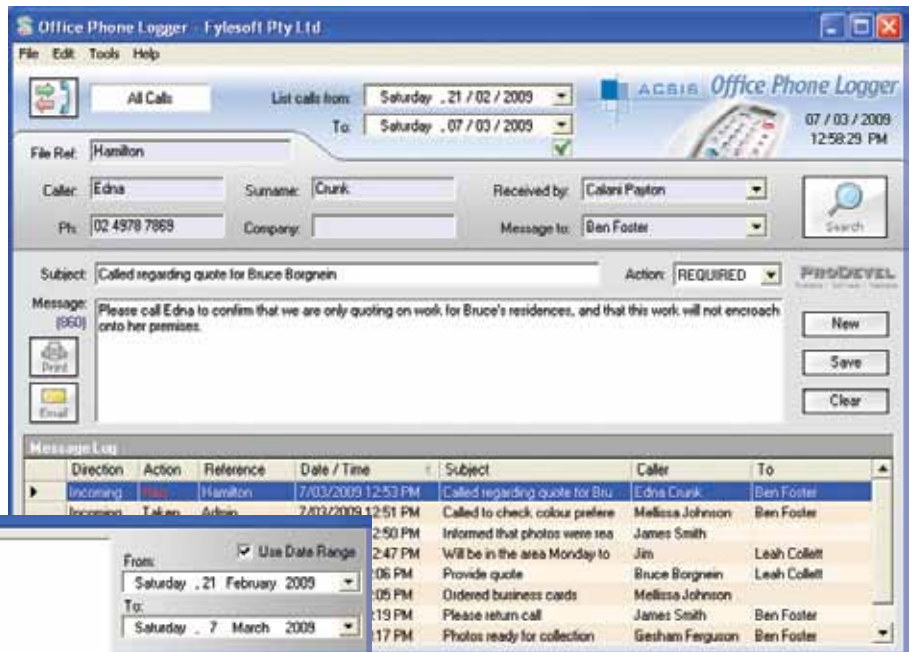 Office Phone Logger - Fylesoft Pty Ltd
File Edit Tools Help
All Calls
List calls from: Saturday , 21 / 02 / 2009
To: Saturday , 07 / 03 / 2009
ACSIS Office Phone Logger
07 / 03 / 2009
12:58:29 PM
File Ref: Hamilton
Caller: Edna Surname: Crunk Received by: Calani Payton
Search
Ph: 02 4978 7869 Company: Message to: Ben Foster
Subject: Called regarding quote for Bruce Borgnein Action: REQUIRED
PRODEVEL
Message: (860)
Please call Edna to confirm that we are only quoting on work for Bruce's residences, and that this work will not encroach
onto her premises.
Print
Email
New
Save
Clear
Message Log
Direction Action Reference Date / Time Subject Caller To
Incoming Hamilton 7/03/2009 12:53 PM Called regarding quote for Bru Edna Crunk Ben Foster
Incoming Taken Admin 7/03/2009 12:51 PM Called to check colour prefere Melissa Johnson Ben Foster
2:50 PM Informed that photos were rea James Smith
2:47 PM Will be in the area Monday to Jim Leah Collett
:06 PM Provide quote Bruce Borgnein Leah Collett
:05 PM Ordered business cards Melissa Johnson
:19 PM Please return call James Smith Ben Foster
:17 PM Photos ready for collection Gesham Ferguson Ben Foster
Use Date Range
From:
Saturday , 21 February 2009
To:
Saturday , 7 March 2009